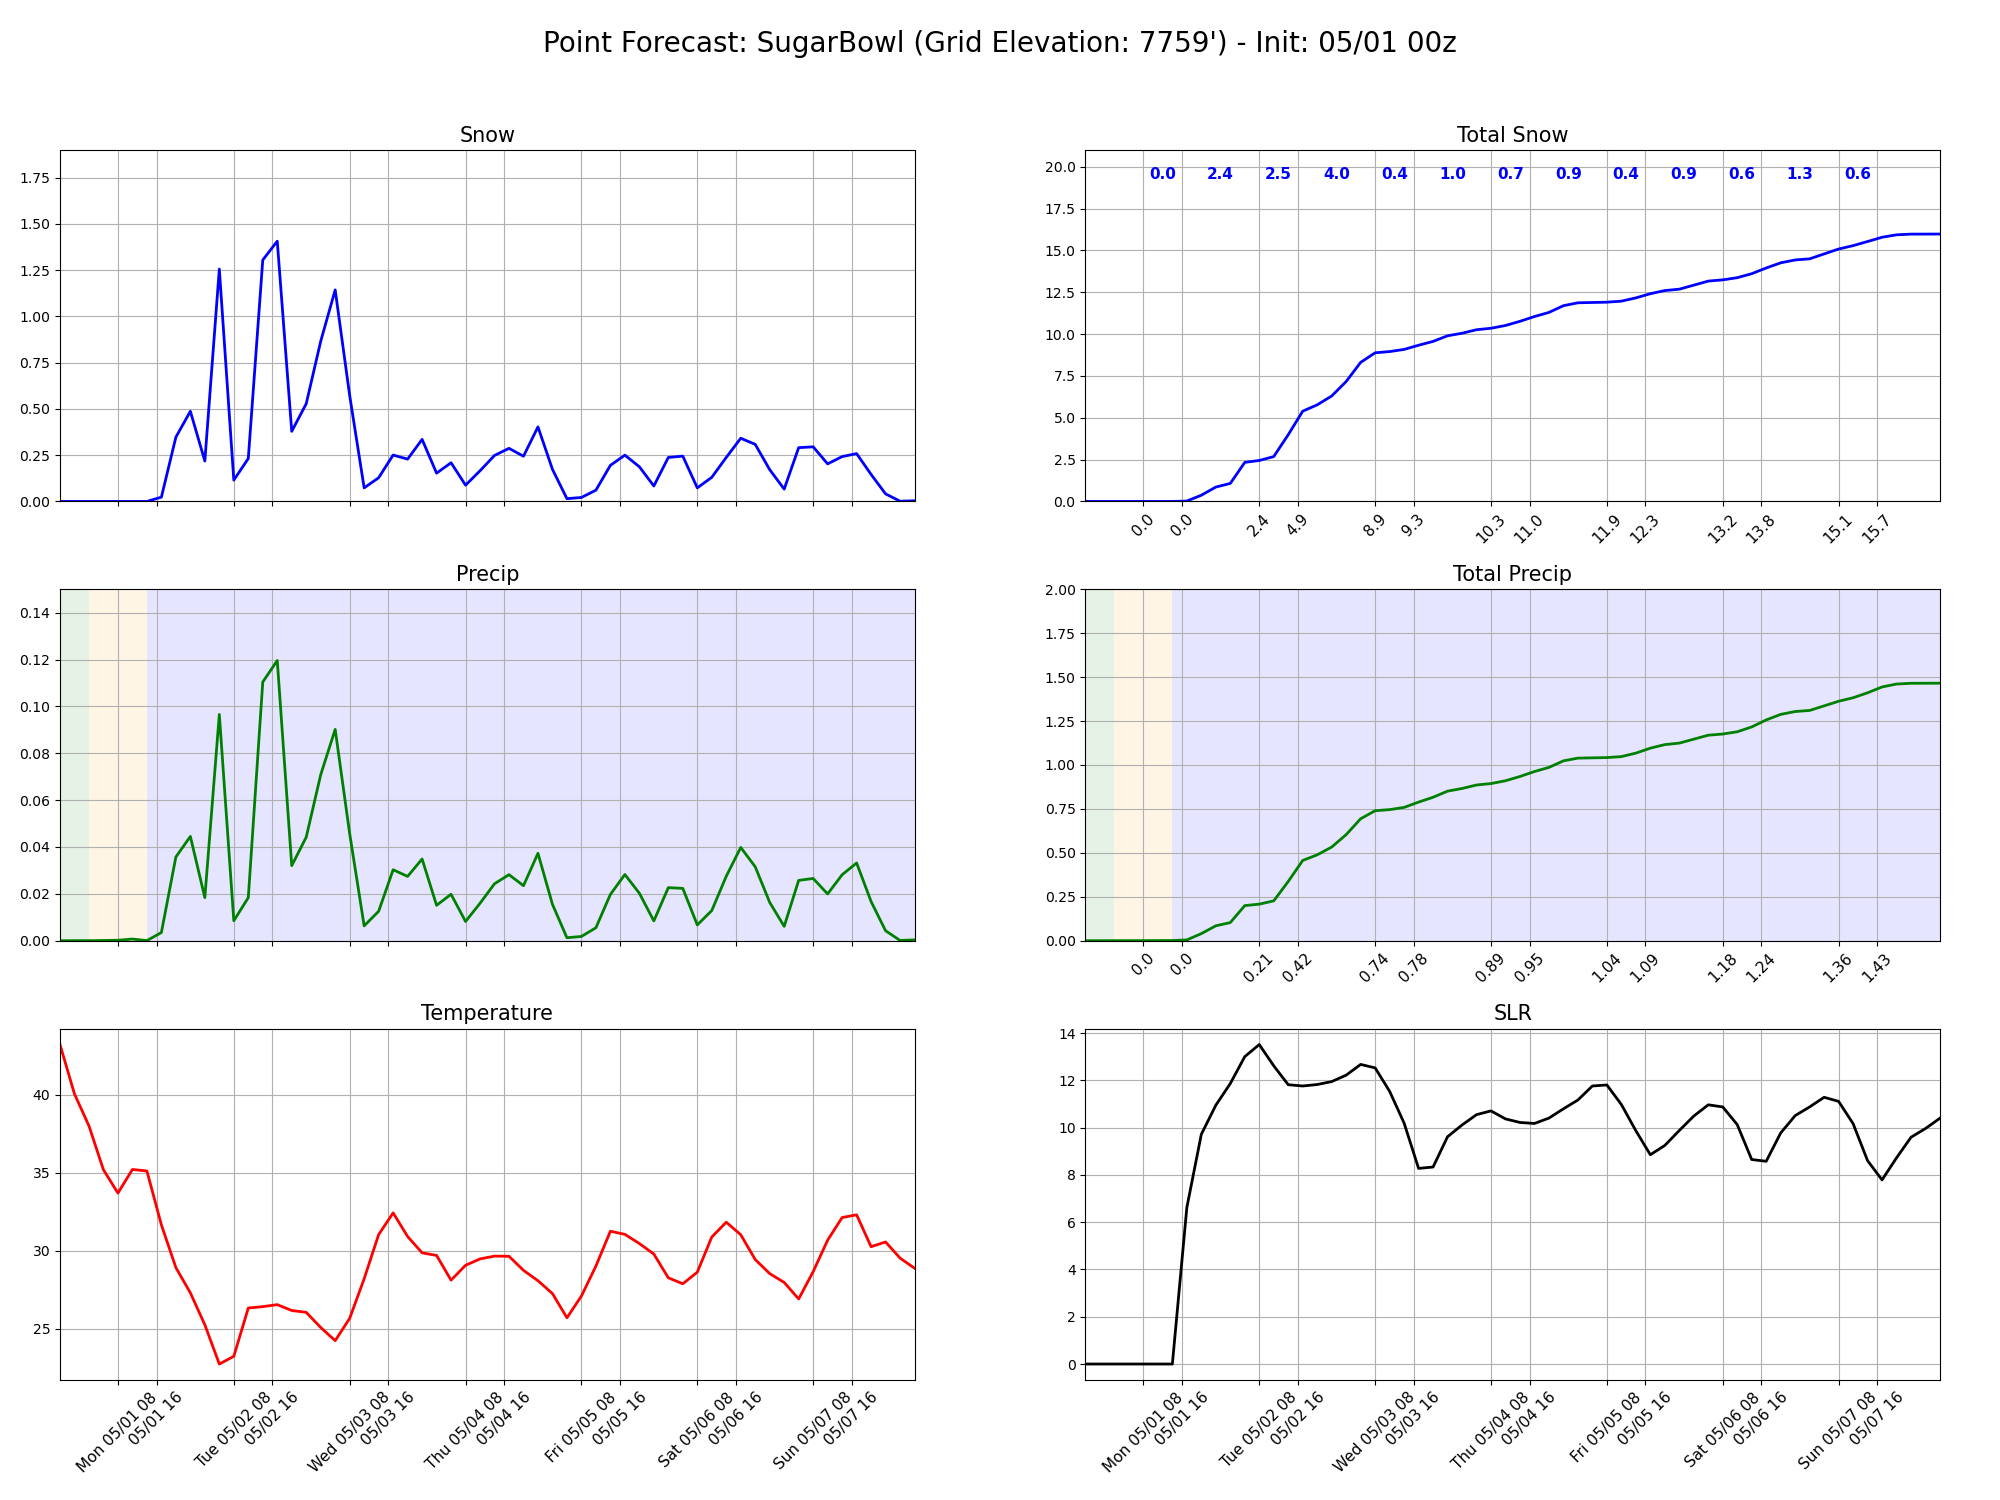 Point Forecast: SugarBowl (Grid Elevation: 7759') - Init: 05/01 00z
Snow
1.75
1.50
1.25
1.00
0.75
0.50
0.25
0.00
Total Snow
20.0
17.5
15.0
12.5
10.0
7.5
5.0
2.5
0.0
0.0 2.4 2.5 4.0 0.4 1.0 0.7 0.9 0.4 0.9 0.6 1.3 0.6
0.0 0.0 2.4 4.9 8.9 9.3 10.3 11.0 11.9 12.3 13.2 13.8 15.1 15.7
Precip
0.14
0.12
0.10
0.08
0.06
0.04
0.02
0.00
Total Precip
2.00
1.75
1.50
1.25
1.00
0.75
0.50
0.25
0.00
0.0 0.0 0.21 0.42 0.74 0.78 0.89 0.95 1.04 1.09 1.18 1.24 1.36 1.43
Temperature
40
35
30
25
Mon 05/01 08
05/01 16
Tue 05/02 08
05/02 16
Wed 05/03 08
05/03 16
Thu 05/04 08
05/04 16
Fri 05/05 08
05/05 16
Sat 05/06 08
05/06 16
Sun 05/07 08
05/07 16
SLR
14
12
10
8
6
4
2
0
Mon 05/01 08
05/01 16
Tue 05/02 08
05/02 16
Wed 05/03 08
05/03 16
Thu 05/04 08
05/04 16
Fri 05/05 08
05/05 16
Sat 05/06 08
05/06 16
Sun 05/07 08
05/07 16